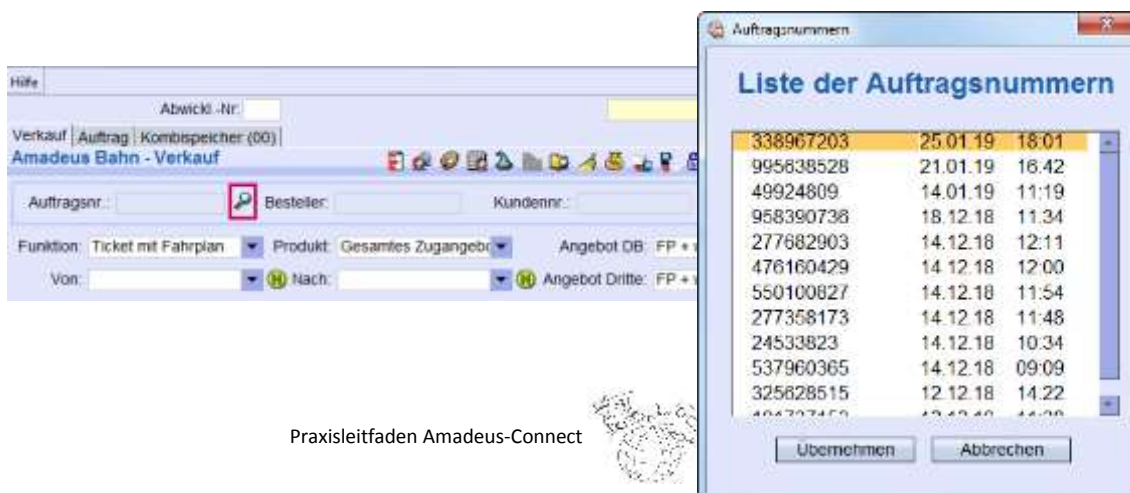 Hilfe
Abwickl.-Nr:
Verkauf Auftrag Kombispeicher (00)
Amadeus Bahn - Verkauf
Auftragsnr.: Besteller: Kundennr.:
Funktion: Ticket mit Fahrplan Produkt: Gesamtes Zugangebo Angebot DB: FP +
Von: Nach: Angebot Dritte: FP +
Praxisleitfaden Amadeus-Connect
Auftragsnummern
Liste der Auftragsnummern
338967203 25.01.19 18:01
995638528 21.01.19 16:42
49924809 14.01.19 11:19
958390736 18.12.18 11:34
277682903 14.12.18 12:11
476160429 14.12.18 12:00
550100827 14.12.18 11:54
277358173 14.12.18 11:48
24533823 14.12.18 10:34
537960365 14.12.18 09:09
325628515 12.12.18 14:22
Übernehmen Abbrechen